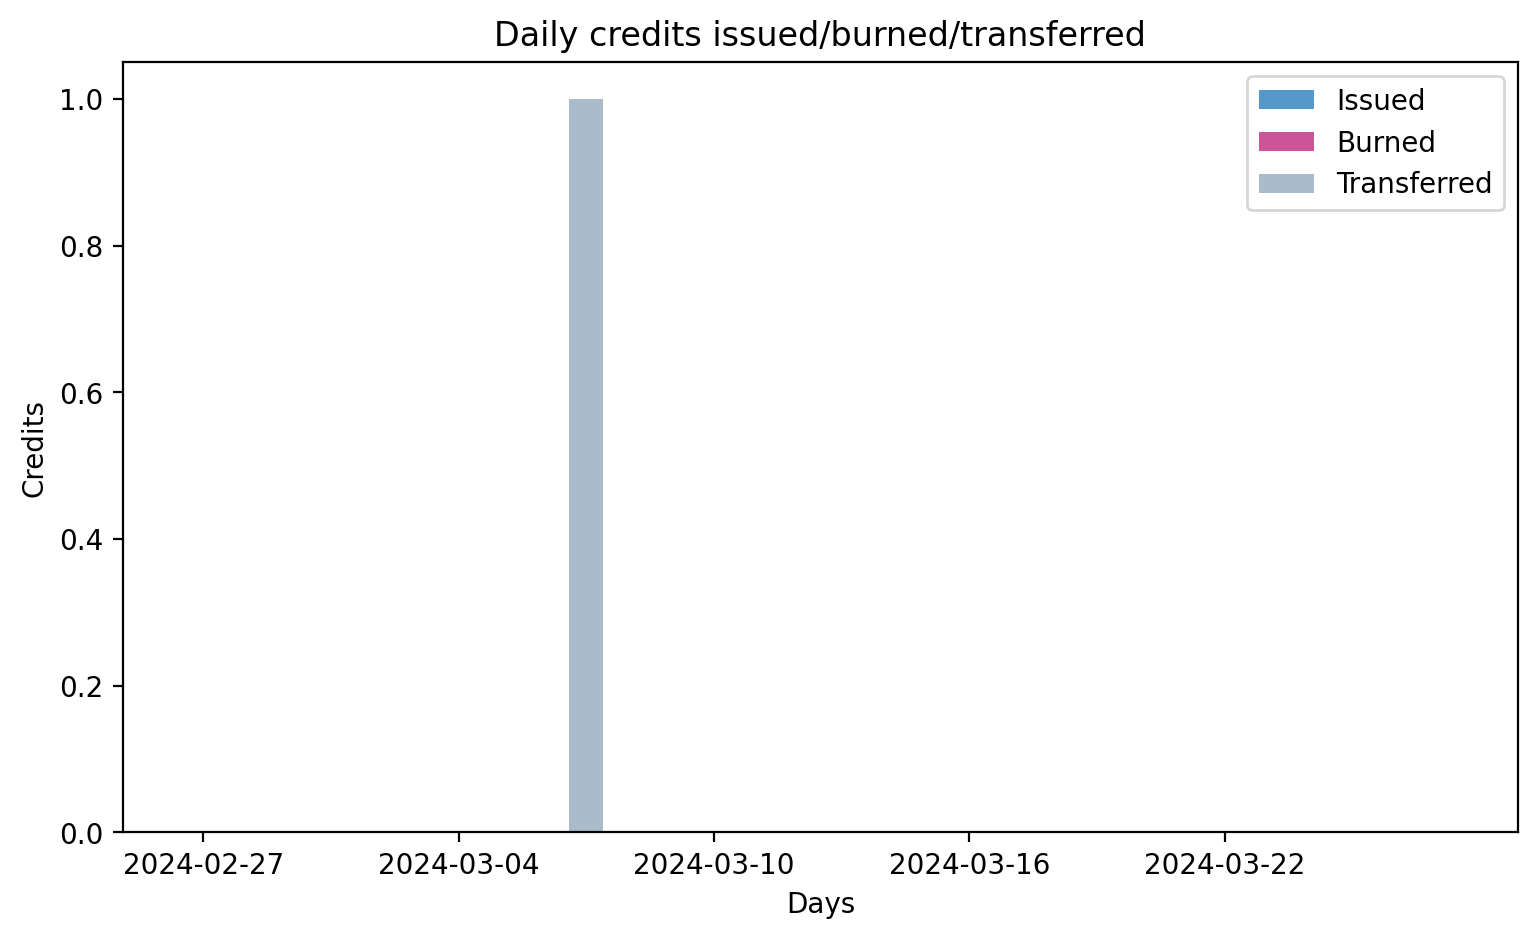 Daily credits issued/burned/transferred
1.0
0.8
0.6
0.4
0.2
0.0
Credits
Issued
Burned
Transferred
2024-02-27
2024-03-04
2024-03-10
2024-03-16
2024-03-22
Days